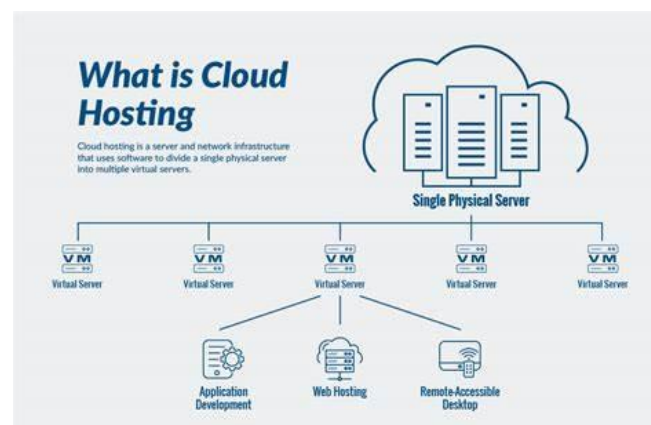 What is Cloud
Hosting
Cloud hosting is a server and network infrastructure
that uses software to divide a single physical server
into multiple virtual servers.
Single Physical Server
VM VM VM VM VM
Virtual Server Virtual Server Virtual Server Virtual Server Virtual Server
Application
Development
Web Hosting
Remote-Accessible
Desktop